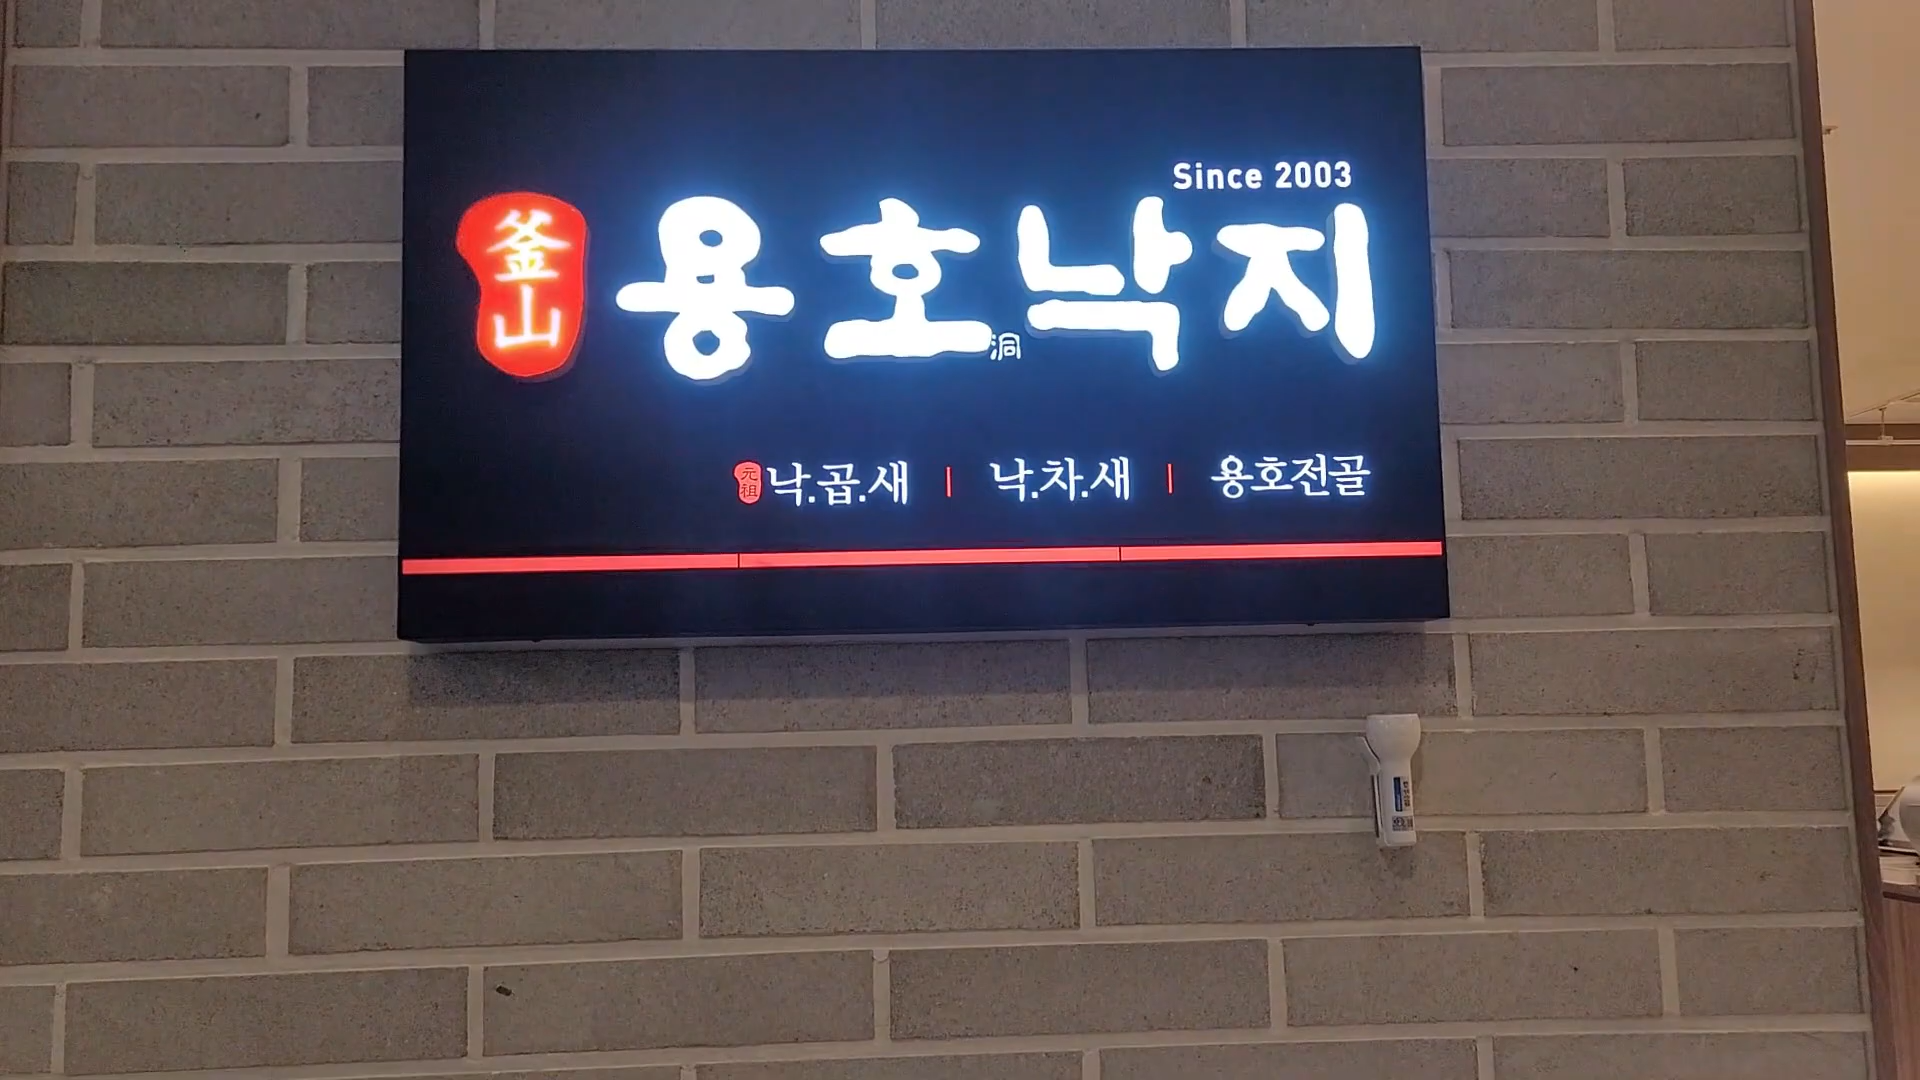 Since 2003
釜山 용호洞낙지
元祖 낙.곱.새 | 낙.차.새 | 용호전골